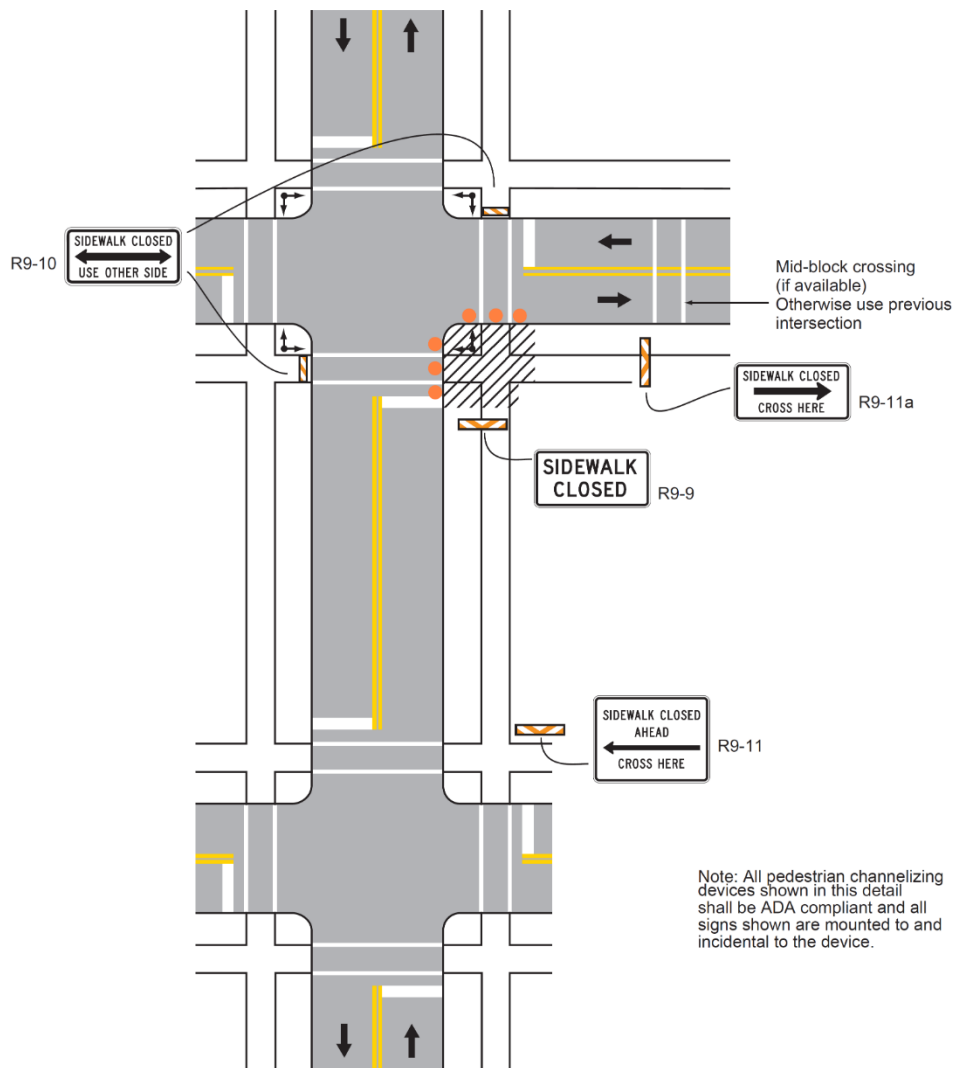 SIDEWALK CLOSED
USE OTHER SIDE
R9-10
Mid-block crossing
(if available)
Otherwise use previous
intersection
SIDEWALK CLOSED
CROSS HERE
R9-11a
SIDEWALK
CLOSED
R9-9
SIDEWALK CLOSED
AHEAD
CROSS HERE
R9-11
Note: All pedestrian channelizing
devices shown in this detail
shall be ADA compliant and all
signs shown are mounted to and
incidental to the device.